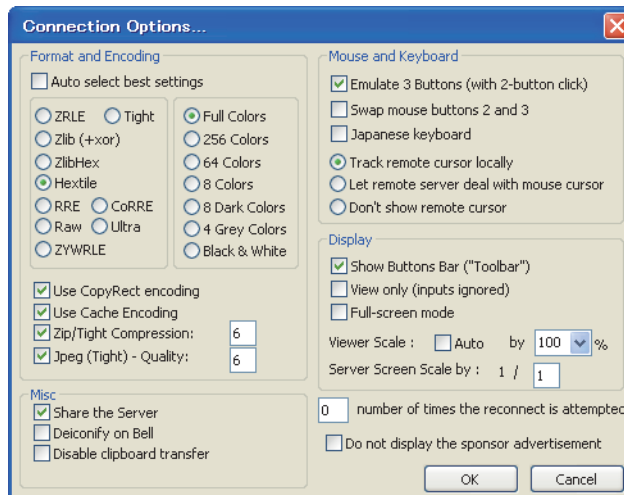 Connection Options...
Format and Encoding
Auto select best settings
ZRLE Tight
Zlib (+xor)
ZlibHex
Hextile
RRE CoRRE
Raw Ultra
ZYWRLE
Full Colors
256 Colors
64 Colors
8 Colors
8 Dark Colors
4 Grey Colors
Black & White
Use CopyRect encoding
Use Cache Encoding
Zip/Tight Compression: 6
Jpeg (Tight) - Quality: 6
Misc
Share the Server
Deiconify on Bell
Disable clipboard transfer
Mouse and Keyboard
Emulate 3 Buttons (with 2-button click)
Swap mouse buttons 2 and 3
Japanese keyboard
Track remote cursor locally
Let remote server deal with mouse cursor
Don't show remote cursor
Display
Show Buttons Bar ("Toolbar")
View only (inputs ignored)
Full-screen mode
Viewer Scale : Auto by 100 %
Server Screen Scale by : 1 / 1
0 number of times the reconnect is attempted
Do not display the sponsor advertisement
OK Cancel